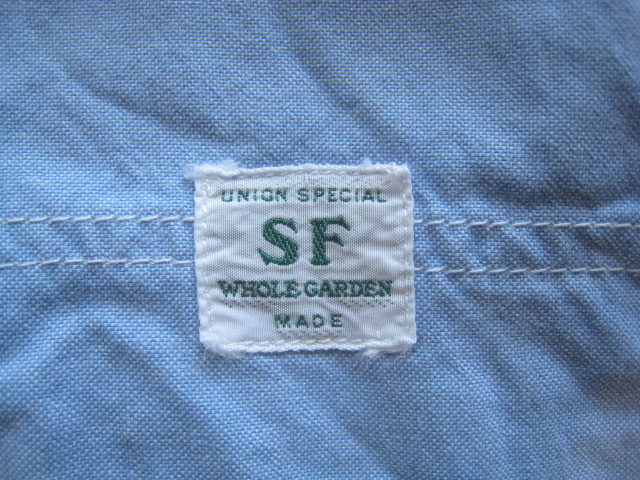 UNION SPECIAL
SF
WHOLE GARDEN
MADE